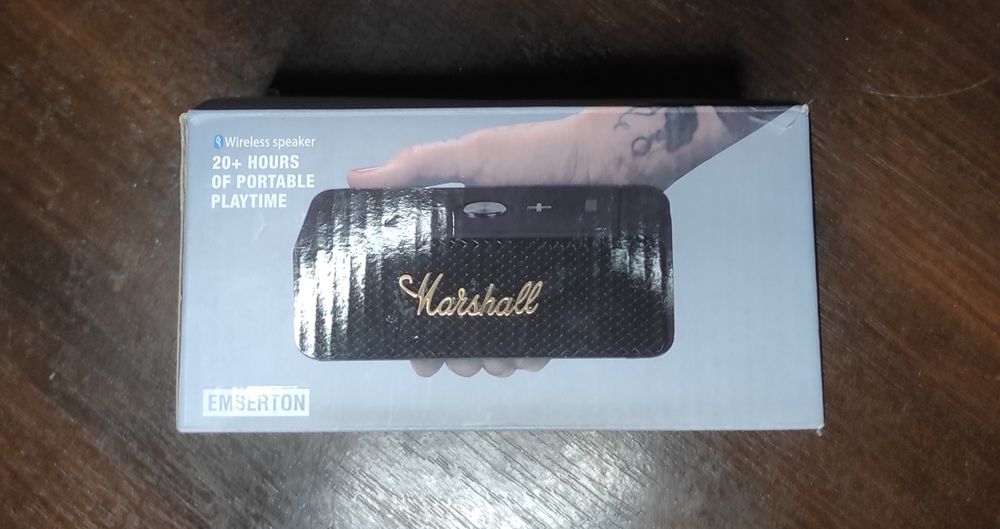 Wireless speaker
20+ HOURS
OF PORTABLE
PLAYTIME
Marshall
EMBERTON